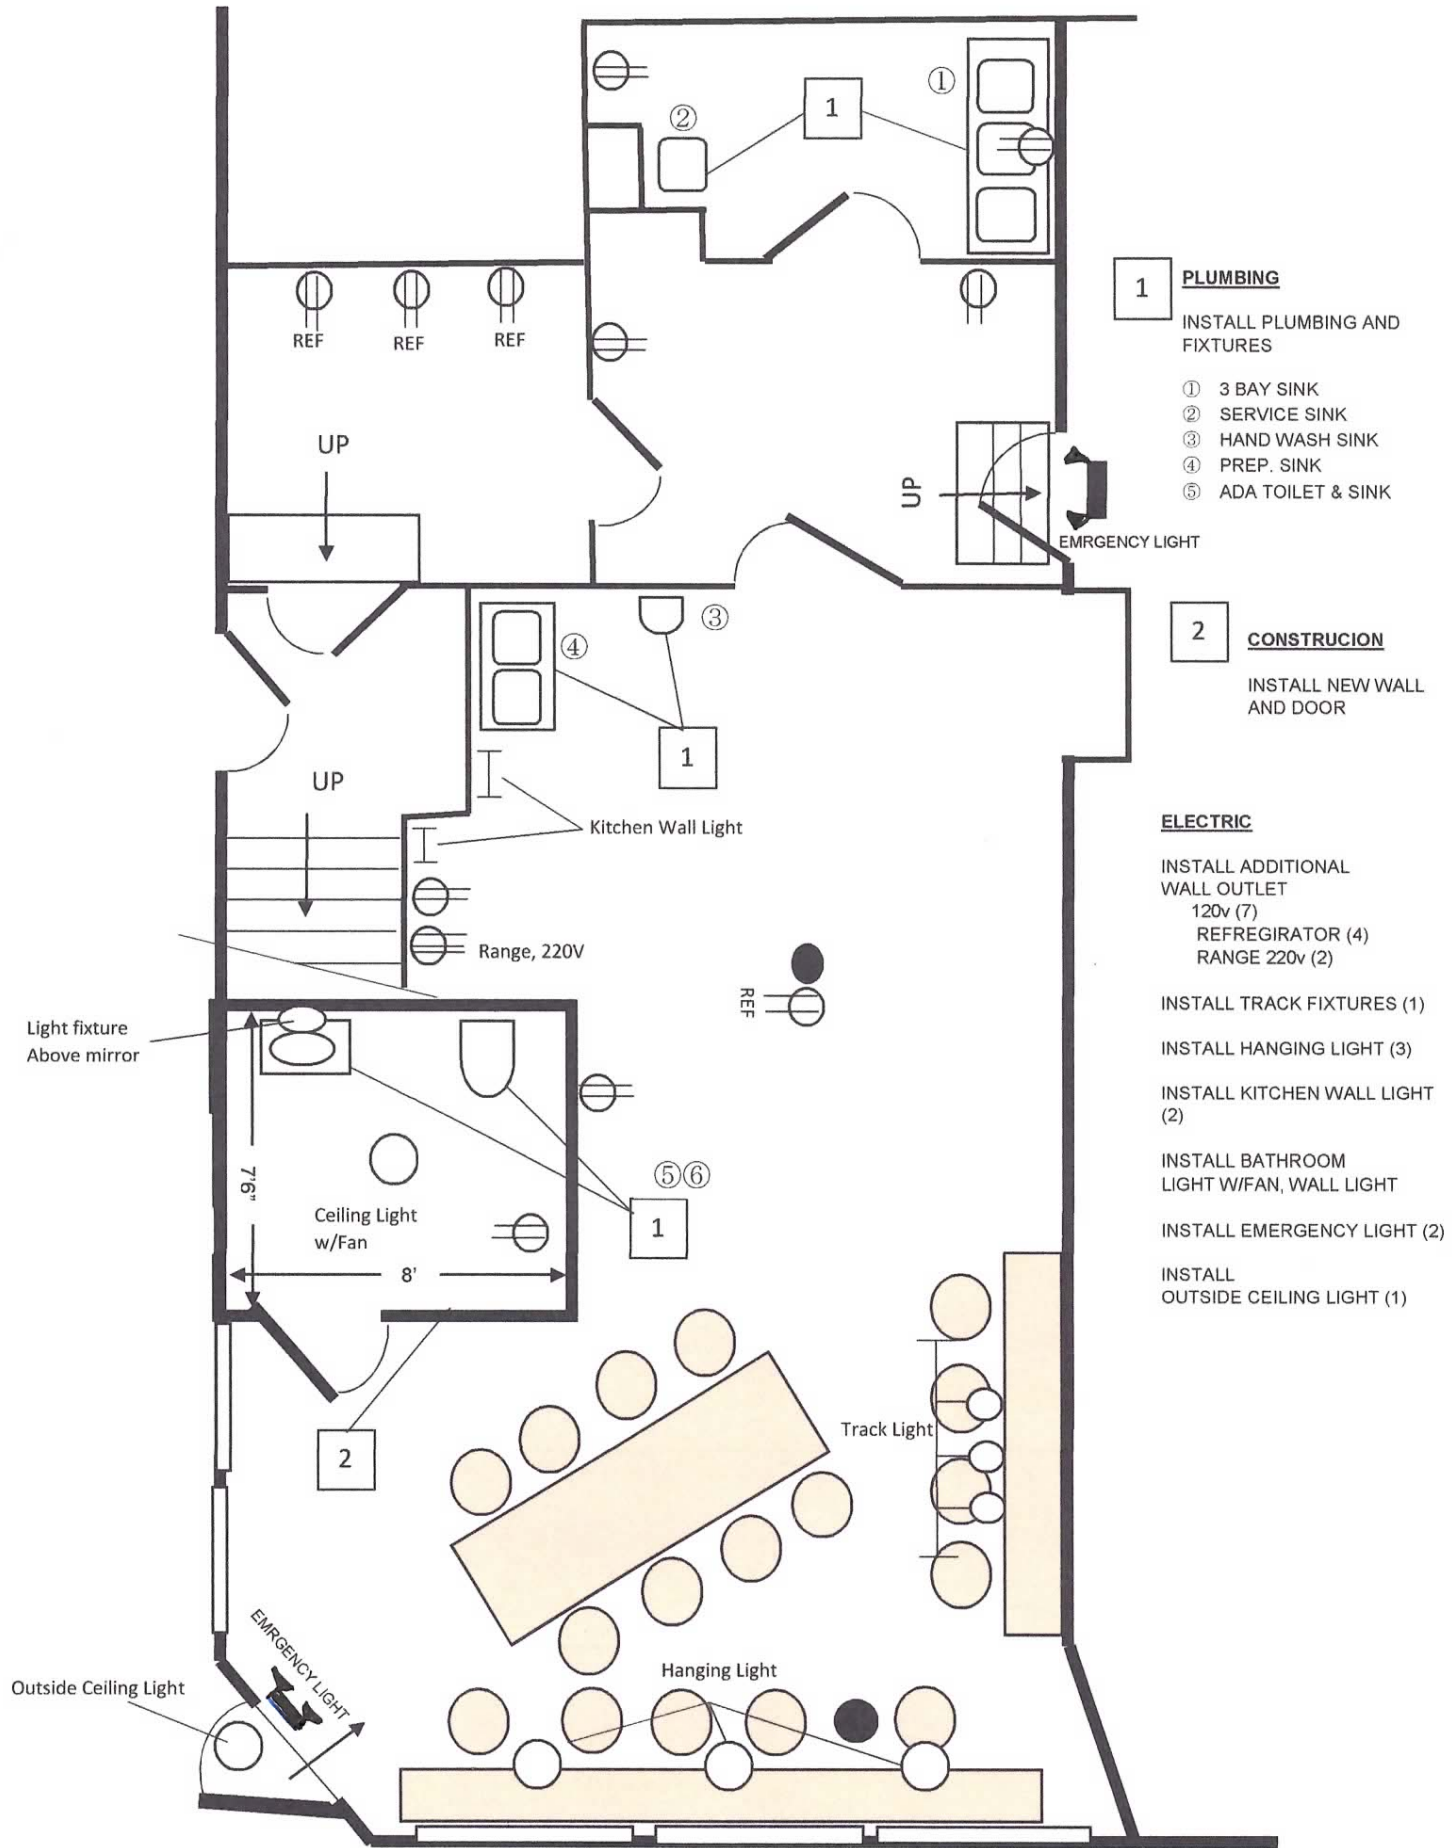 ①
②
1
REF
REF
REF
UP
UP
EMRGENCY LIGHT
1
PLUMBING
INSTALL PLUMBING AND
FIXTURES
① 3 BAY SINK
② SERVICE SINK
③ HAND WASH SINK
④ PREP. SINK
⑤ ADA TOILET & SINK
③
④
1
2
CONSTRUCION
INSTALL NEW WALL
AND DOOR
UP
Kitchen Wall Light
Range, 220V
REF
ELECTRIC
INSTALL ADDITIONAL
WALL OUTLET
120v (7)
REFREGIRATOR (4)
RANGE 220v (2)
INSTALL TRACK FIXTURES (1)
INSTALL HANGING LIGHT (3)
INSTALL KITCHEN WALL LIGHT
(2)
INSTALL BATHROOM
LIGHT W/FAN, WALL LIGHT
INSTALL EMERGENCY LIGHT (2)
INSTALL
OUTSIDE CEILING LIGHT (1)
Light fixture
Above mirror
7'6"
Ceiling Light
w/Fan
8'
⑤⑥
1
2
Track Light
EMRGENCY LIGHT
Outside Ceiling Light
Hanging Light